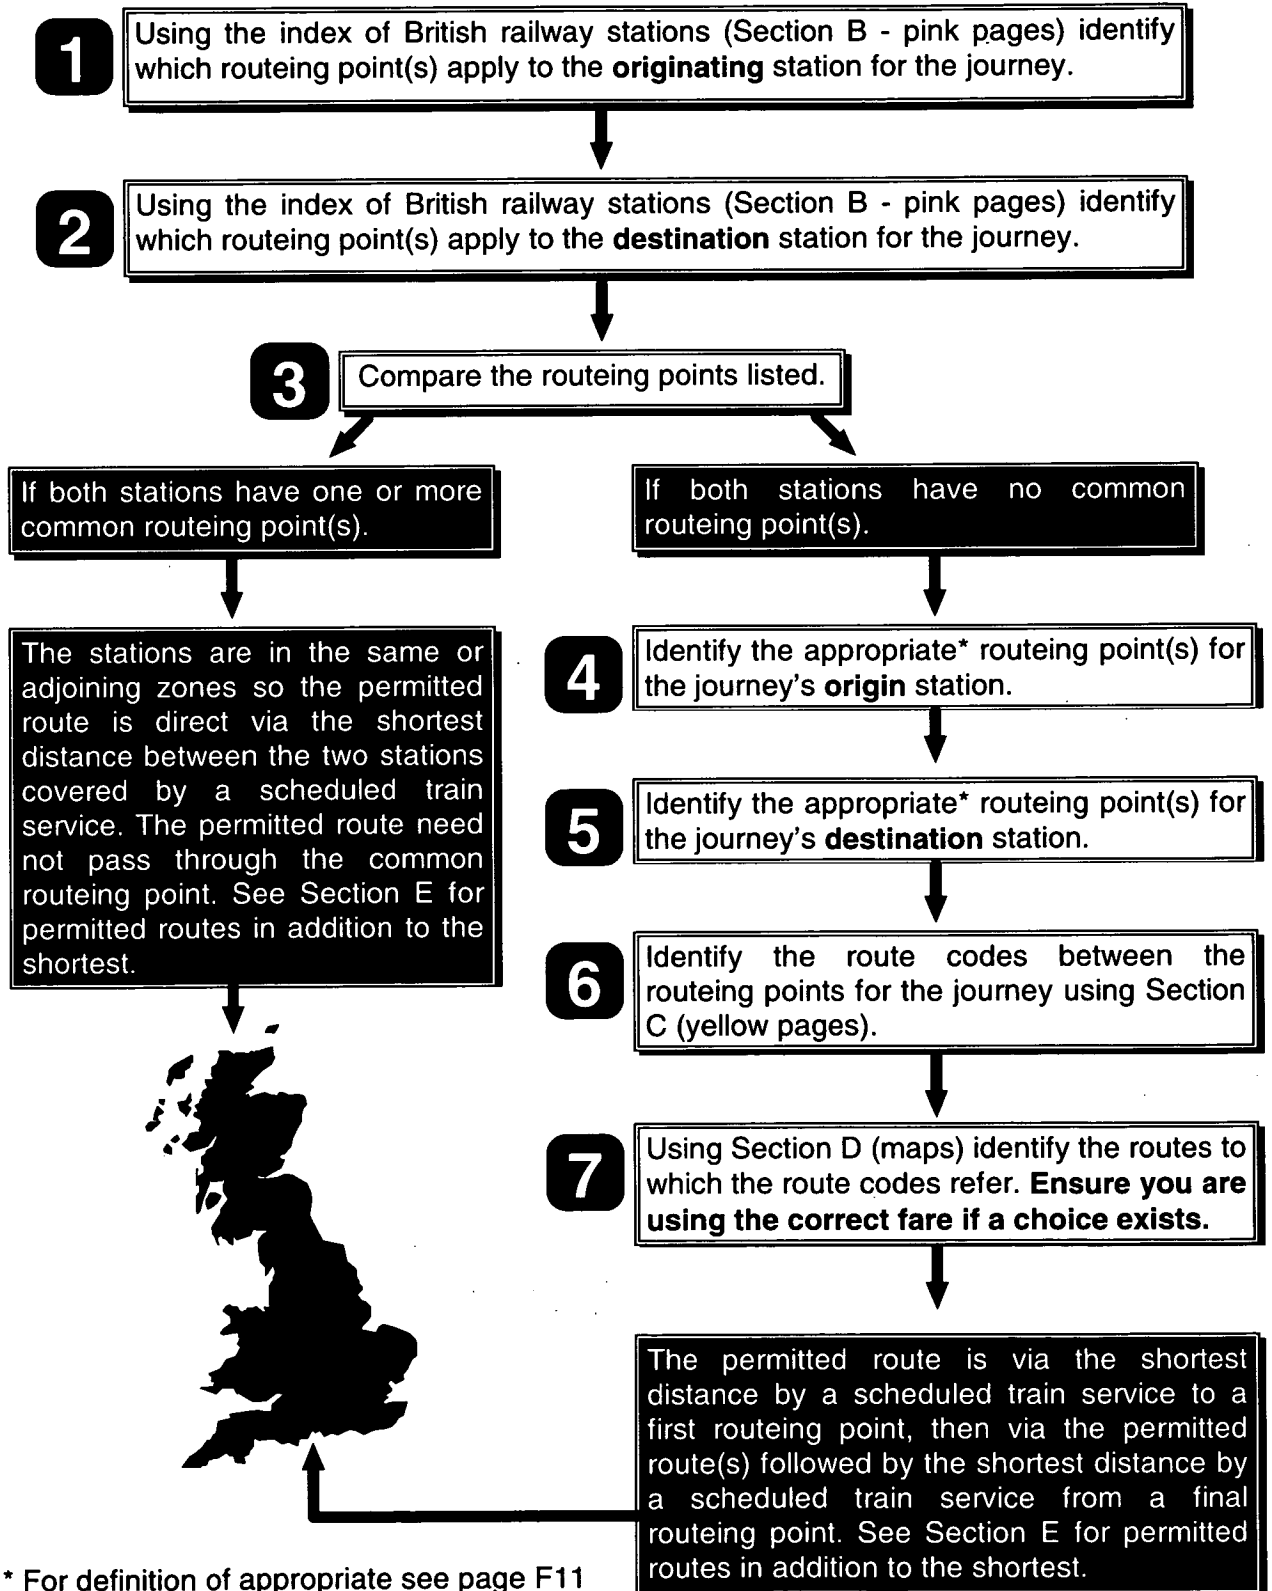 1
Using the index of British railway stations (Section B - pink pages) identify
which routeing point(s) apply to the originating station for the journey.
2
Using the index of British railway stations (Section B - pink pages) identify
which routeing point(s) apply to the destination station for the journey.
3
Compare the routeing points listed.
If both stations have one or more
common routeing point(s).
The stations are in the same or
adjoining zones so the permitted
route is direct via the shortest
distance between the two stations
covered by a scheduled train
service. The permitted route need
not pass through the common
routeing point. See Section E for
permitted routes in addition to the
shortest.
If both stations have no common
routeing point(s).
4
Identify the appropriate* routeing point(s) for
the journey's origin station.
5
Identify the appropriate* routeing point(s) for
the journey's destination station.
6
Identify the route codes between the
routeing points for the journey using Section
C (yellow pages).
7
Using Section D (maps) identify the routes to
which the route codes refer. Ensure you are
using the correct fare if a choice exists.
The permitted route is via the shortest
distance by a scheduled train service to a
first routeing point, then via the permitted
route(s) followed by the shortest distance by
a scheduled train service from a final
routeing point. See Section E for permitted
routes in addition to the shortest.
* For definition of appropriate see page F11